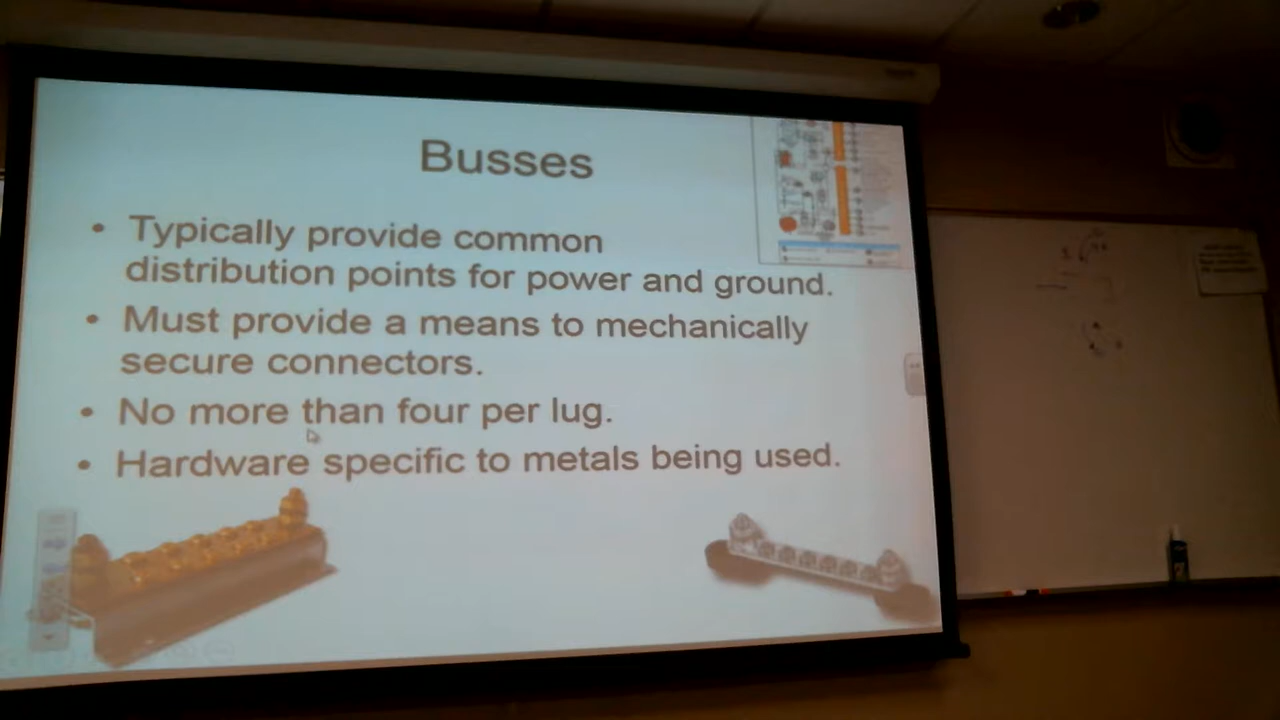 Busses
• Typically provide common
distribution points for power and ground.
• Must provide a means to mechanically
secure connectors.
• No more than four per lug.
• Hardware specific to metals being used.